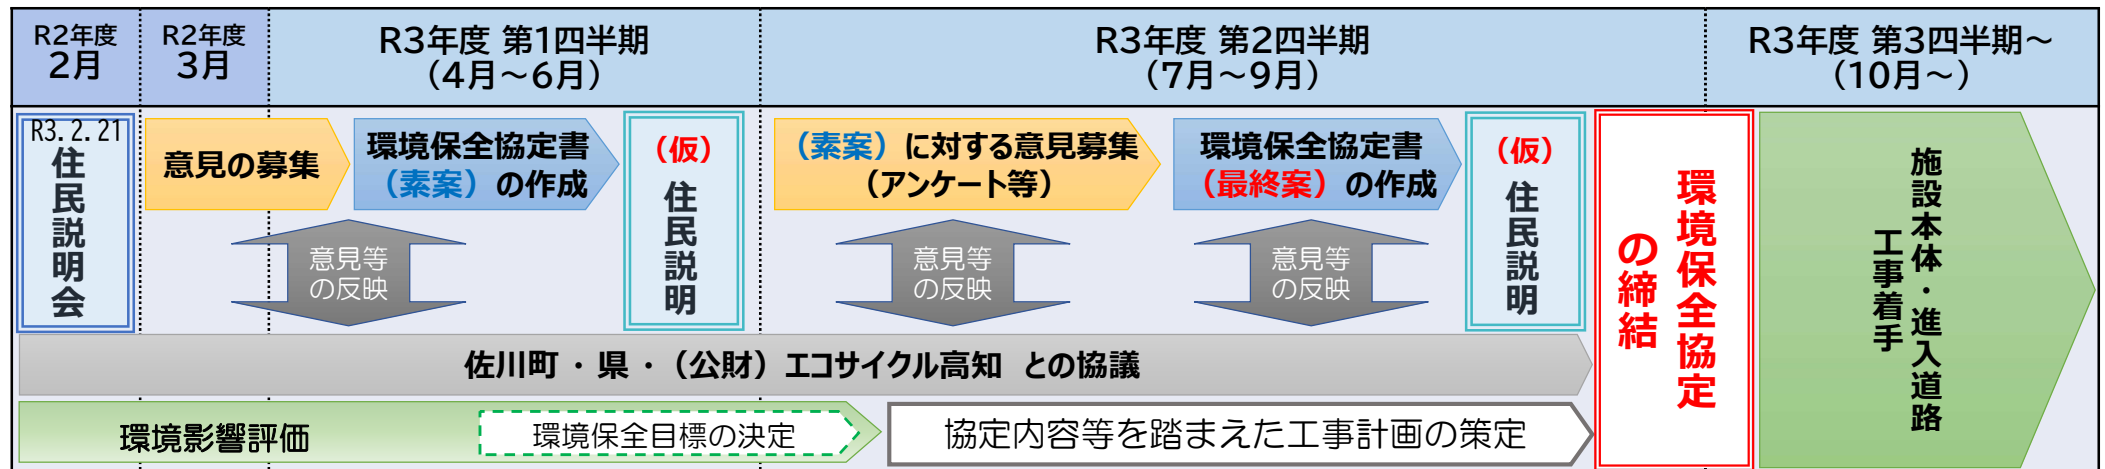 R2年度
2月
R2年度
3月
R3年度 第1四半期
(4月～6月)
R3年度 第2四半期
(7月～9月)
R3年度 第3四半期～
(10月～)
R3.2.21
住民説明会
意見の募集
環境保全協定書
(素案)の作成
(仮)
住民説明
(素案)に対する意見募集
(アンケート等)
環境保全協定書
(最終案)の作成
(仮)
住民説明
環境保全協定
の締結
施設本体・進入道路
工事着手
意見等
の反映
意見等
の反映
意見等
の反映
佐川町・県・(公財)エコサイクル高知 との協議
環境影響評価
環境保全目標の決定
協定内容等を踏まえた工事計画の策定